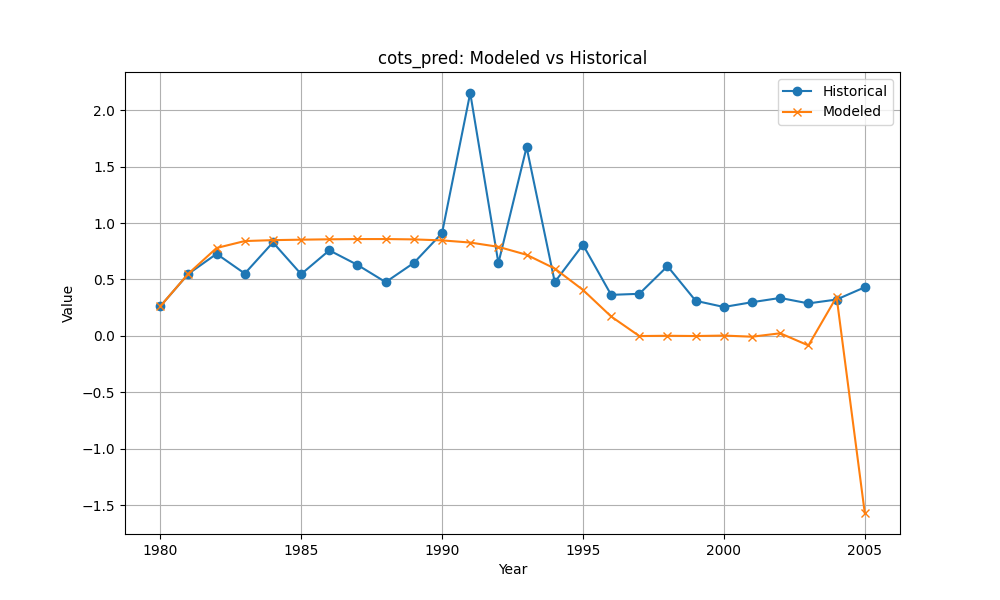 cots_pred: Modeled vs Historical
Historical
Modeled
2.0
1.5
1.0
0.5
0.0
−0.5
−1.0
−1.5
Value
1980 1985 1990 1995 2000 2005
Year